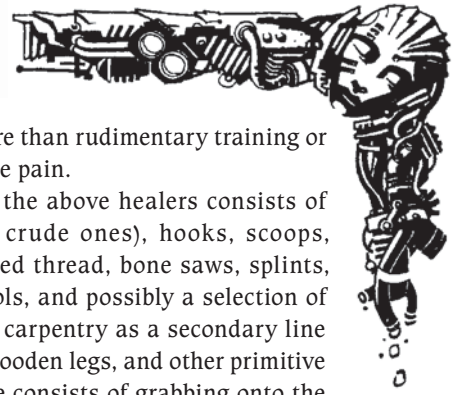 re than rudimentary training or
e pain.
the above healers consists of
crude ones), hooks, scoops,
ed thread, bone saws, splints,
ols, and possibly a selection of
carpentry as a secondary line
ooden legs, and other primitive
e consists of grabbing onto the